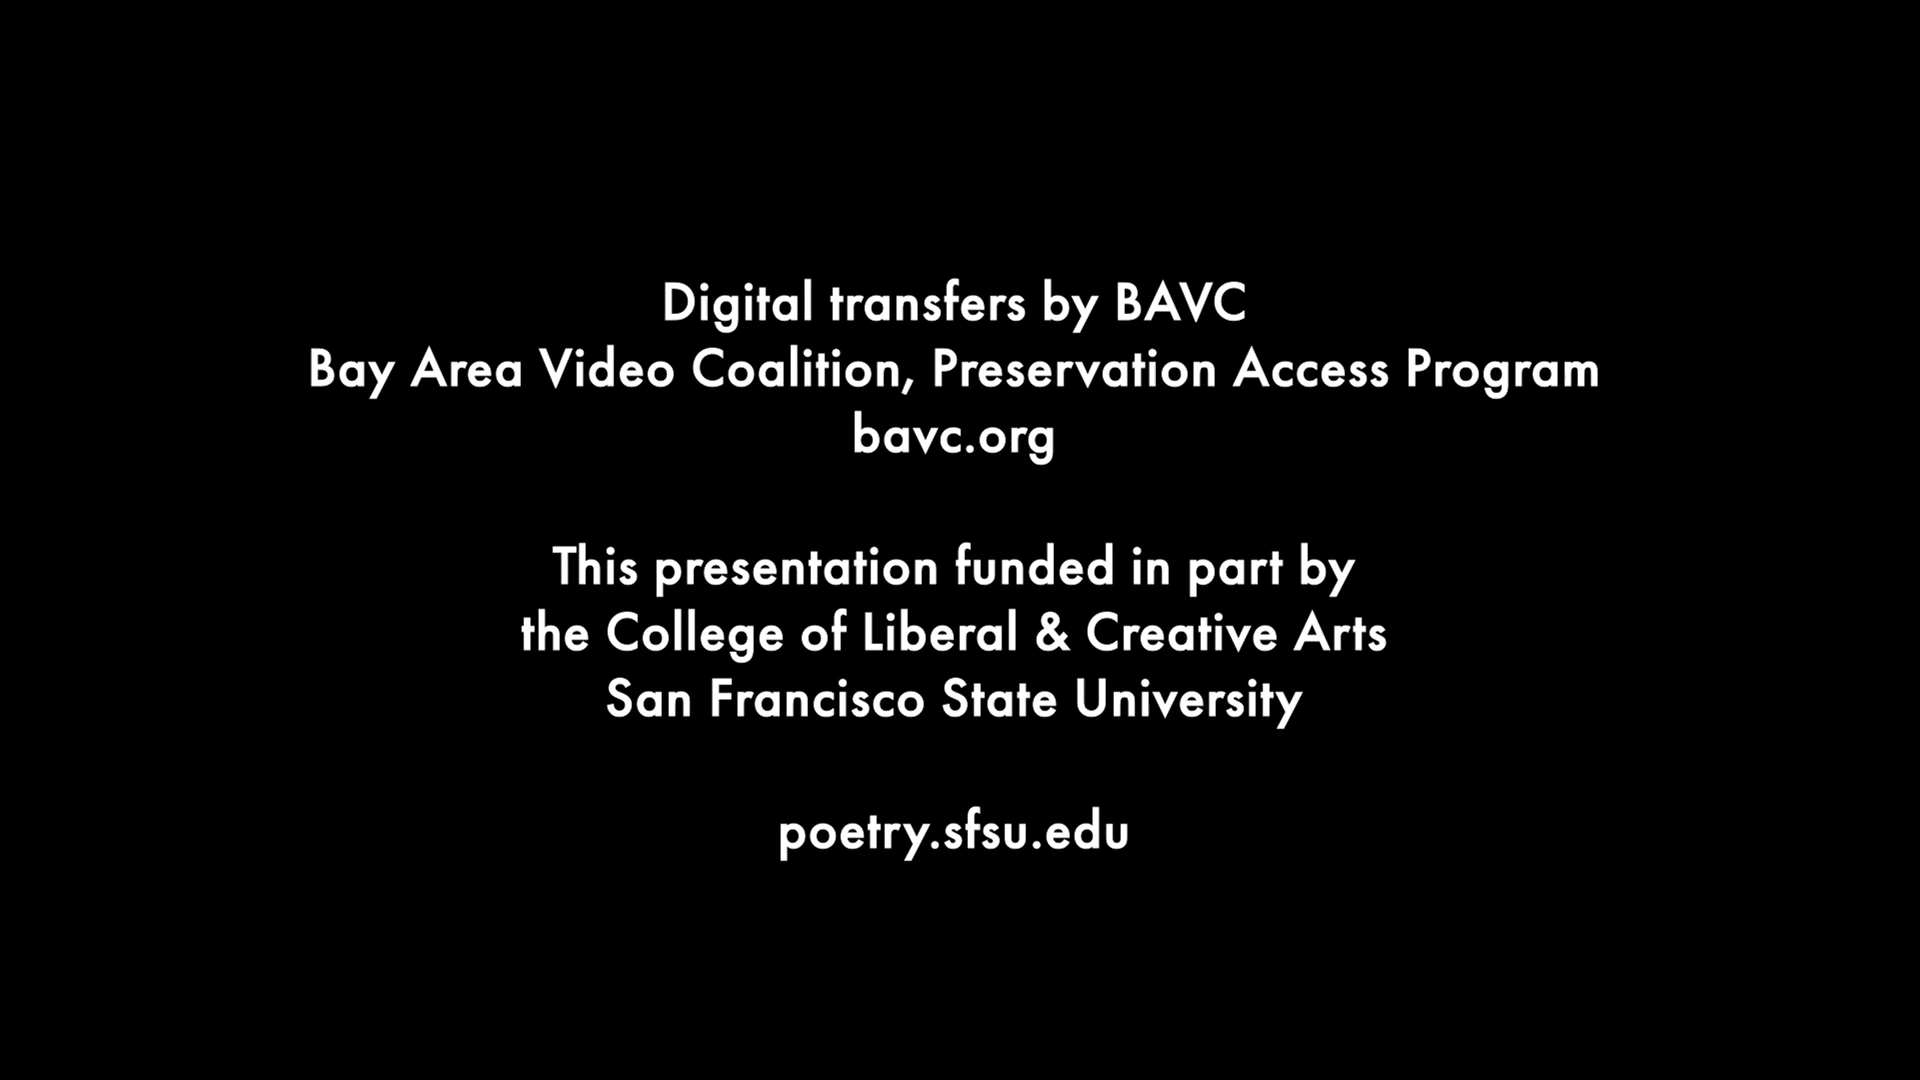 Digital transfers by BAVC
Bay Area Video Coalition, Preservation Access Program
bavc.org
This presentation funded in part by
the College of Liberal & Creative Arts
San Francisco State University
poetry.sfsu.edu